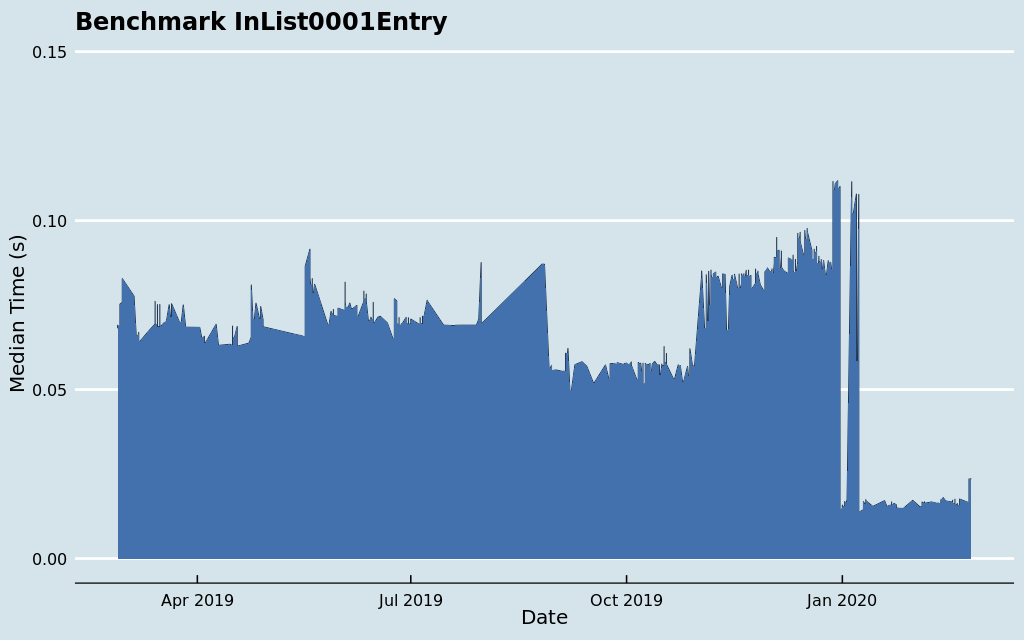 Benchmark InList0001Entry
0.15
0.10
0.05
0.00
Median Time (s)
Apr 2019
Jul 2019
Oct 2019
Jan 2020
Date